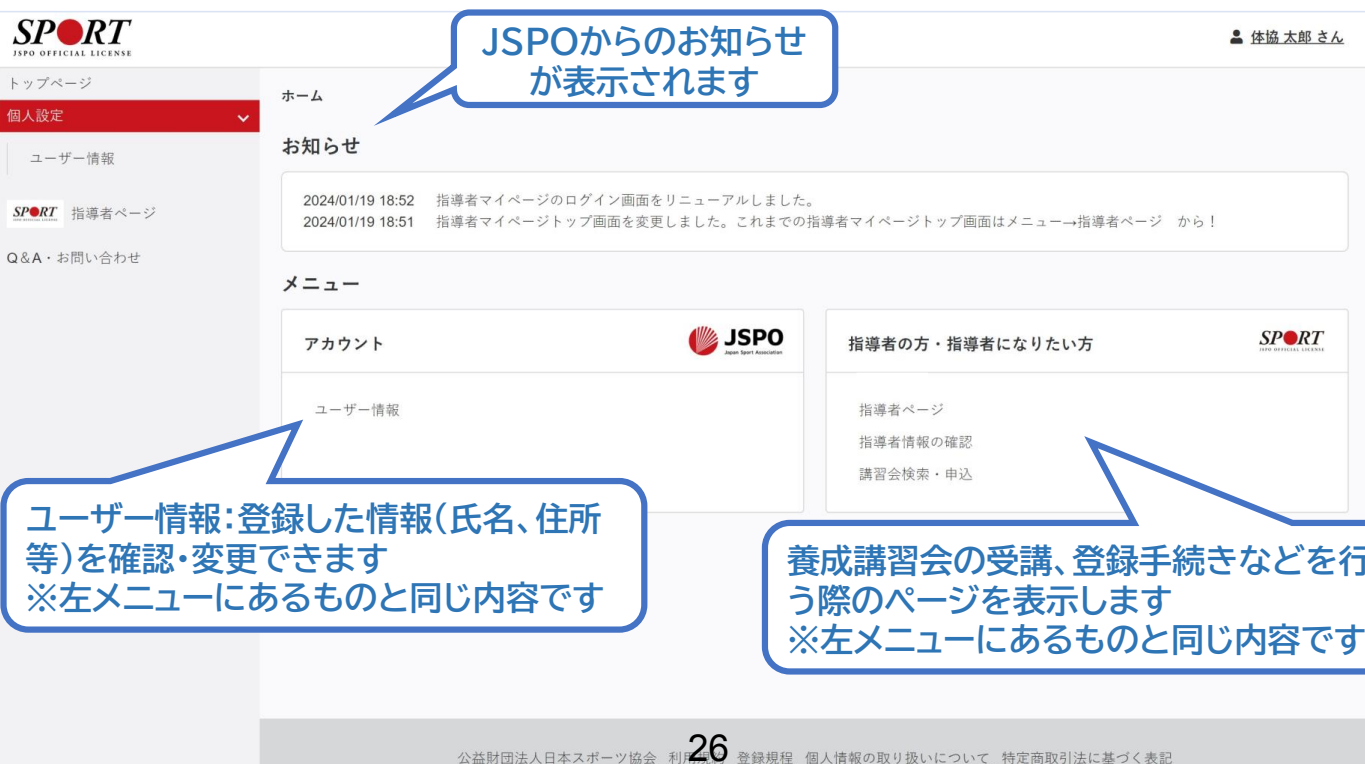 SPORT
JSPO OFFICIAL LICENSE
JSPOからのお知らせ
が表示されます
体協 太郎 さん
トップページ
個人設定
ユーザー情報
SPORT 指導者ページ
Q&A・お問い合わせ
ホーム
お知らせ
2024/01/19 18:52 指導者マイページのログイン画面をリニューアルしました。
2024/01/19 18:51 指導者マイページトップ画面を変更しました。これまでの指導者マイページトップ画面はメニュー→指導者ページ から！
メニュー
アカウント
JSPO
Japan Sport Association
ユーザー情報
指導者の方・指導者になりたい方
SPORT
JSPO OFFICIAL LICENSE
指導者ページ
指導者情報の確認
講習会検索・申込
ユーザー情報：登録した情報（氏名、住所
等）を確認・変更できます
※左メニューにあるものと同じ内容です
養成講習会の受講、登録手続きなどを行
う際のページを表示します
※左メニューにあるものと同じ内容です
公益財団法人日本スポーツ協会 利用規約 登録規程 個人情報の取り扱いについて 特定商取引法に基づく表記
26